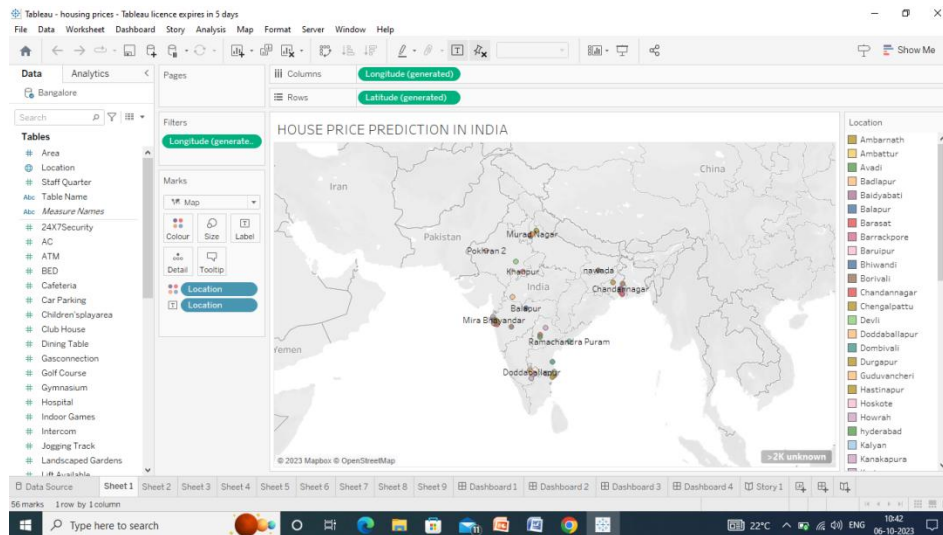 Tableau - housing prices - Tableau licence expires in 5 days
File Data Worksheet Dashboard Story Analysis Map Format Server Window Help
Show Me
Data Analytics
Bangalore
Search
Tables
# Area
Location
# Staff Quarter
Abc Table Name
Abc Measure Names
# 24X7Security
# AC
# ATM
# BED
# Cafeteria
# Car Parking
# Children'splayarea
# Club House
# Dining Table
# Gasconnection
# Golf Course
# Gymnasium
# Hospital
# Indoor Games
# Intercom
# Jogging Track
# Landscaped Gardens
# Lift Available
Pages
Filters
Longitude (generate..
Marks
Map
Colour Size Label
Detail Tooltip
Location
Location
Columns Longitude (generated)
Rows Latitude (generated)
HOUSE PRICE PREDICTION IN INDIA
China
Iran
Pakistan
Murad Nagar
Pokhran 2
Khanpur
nawada
India
Chandannagar
Balapur
Mira Bhayandar
Ramachandra Puram
Yemen
Doddaballapur
© 2023 Mapbox © OpenStreetMap
>2K unknown
Location
Ambarnath
Ambattur
Avadi
Badlapur
Baidyabati
Balapur
Barasat
Barrackpore
Baruipur
Bhiwandi
Borivali
Chandannagar
Chengalpattu
Devli
Doddaballapur
Dombivali
Durgapur
Guduvancheri
Hastinapur
Hoskote
Howrah
hyderabad
Kalyan
Kanakapura
Data Source Sheet 1 Sheet 2 Sheet 3 Sheet 4 Sheet 5 Sheet 6 Sheet 7 Sheet 8 Sheet 9 Dashboard 1 Dashboard 2 Dashboard 3 Dashboard 4 Story 1
56 marks 1 row by 1 column
Type here to search
22°C
ENG
10:42
06-10-2023